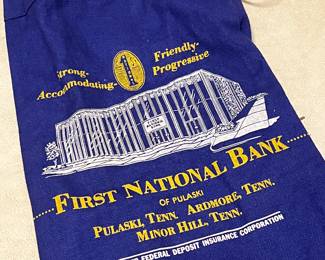 Strong-
Accommodating-
1
Friendly-
Progressive
First National Bank
of Pulaski
Pulaski, Tenn. Ardmore, Tenn.
Minor Hill, Tenn.
Federal Deposit Insurance Corporation